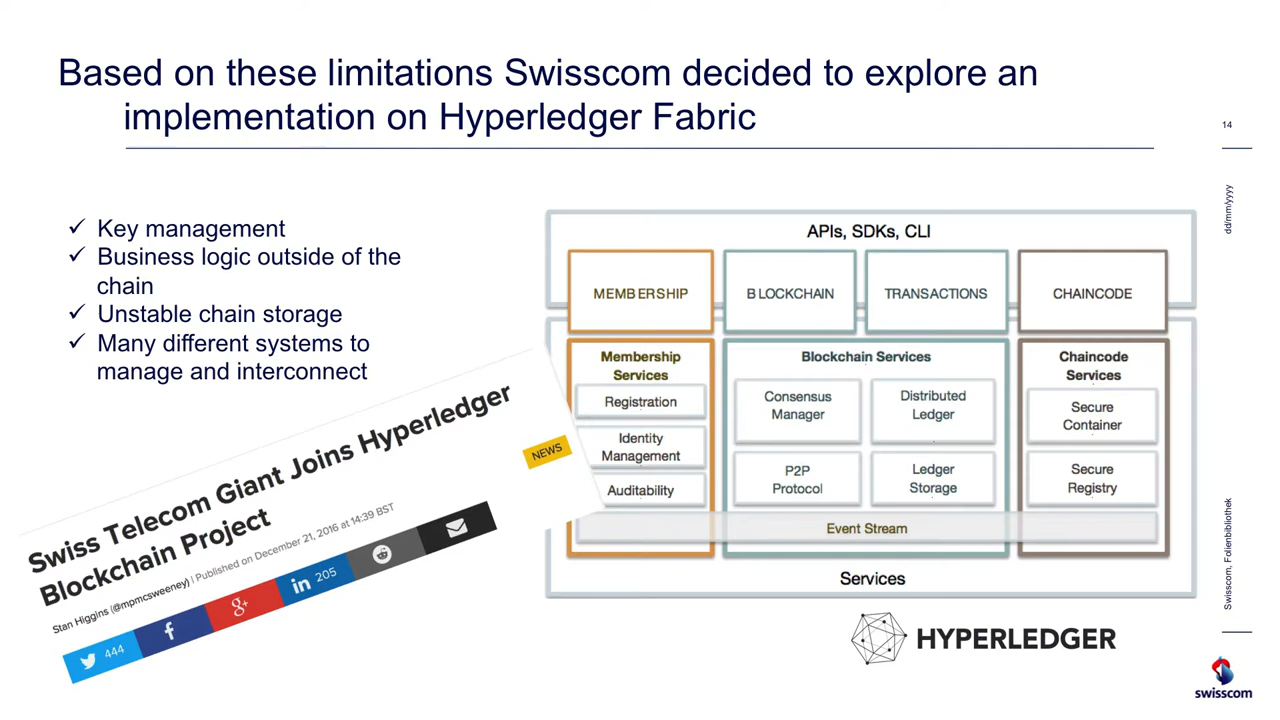 Based on these limitations Swisscom decided to explore an
implementation on Hyperledger Fabric
14
dd/mm/yyyy
Key management
Business logic outside of the
chain
Unstable chain storage
Many different systems to
manage and interconnect
Swiss Telecom Giant Joins Hyperledger
Blockchain Project
NEWS
Stan Higgins (@mpmcsweeney) | Published on December 21, 2016 at 14:39 BST
444
205
APIs, SDKs, CLI
MEMBERSHIP
BLOCKCHAIN
TRANSACTIONS
CHAINCODE
Membership
Services
Registration
Identity
Management
Auditability
Blockchain Services
Consensus
Manager
Distributed
Ledger
P2P
Protocol
Ledger
Storage
Chaincode
Services
Secure
Container
Secure
Registry
Event Stream
Services
HYPERLEDGER
Swisscom, Folienbibliothek
swisscom